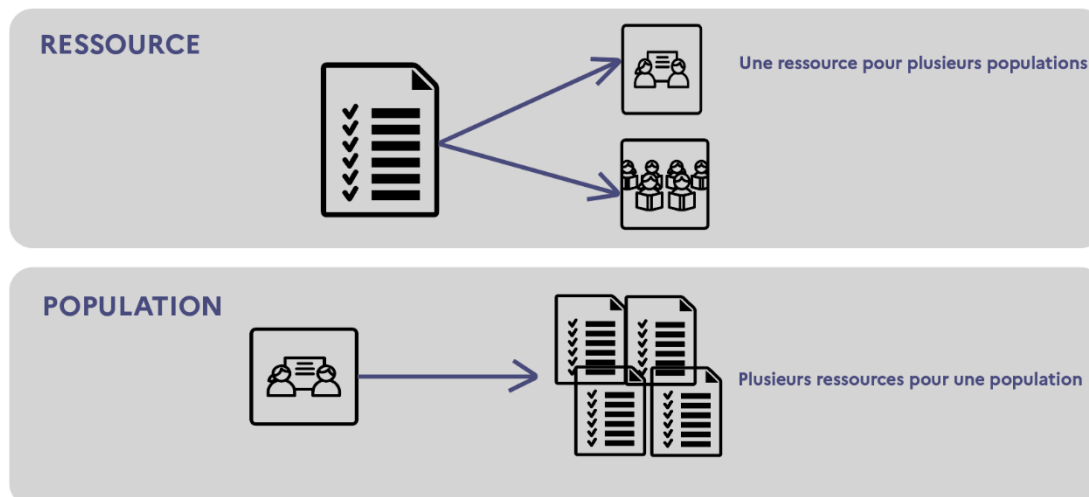 RESSOURCE
Une ressource pour plusieurs populations
POPULATION
Plusieurs ressources pour une population